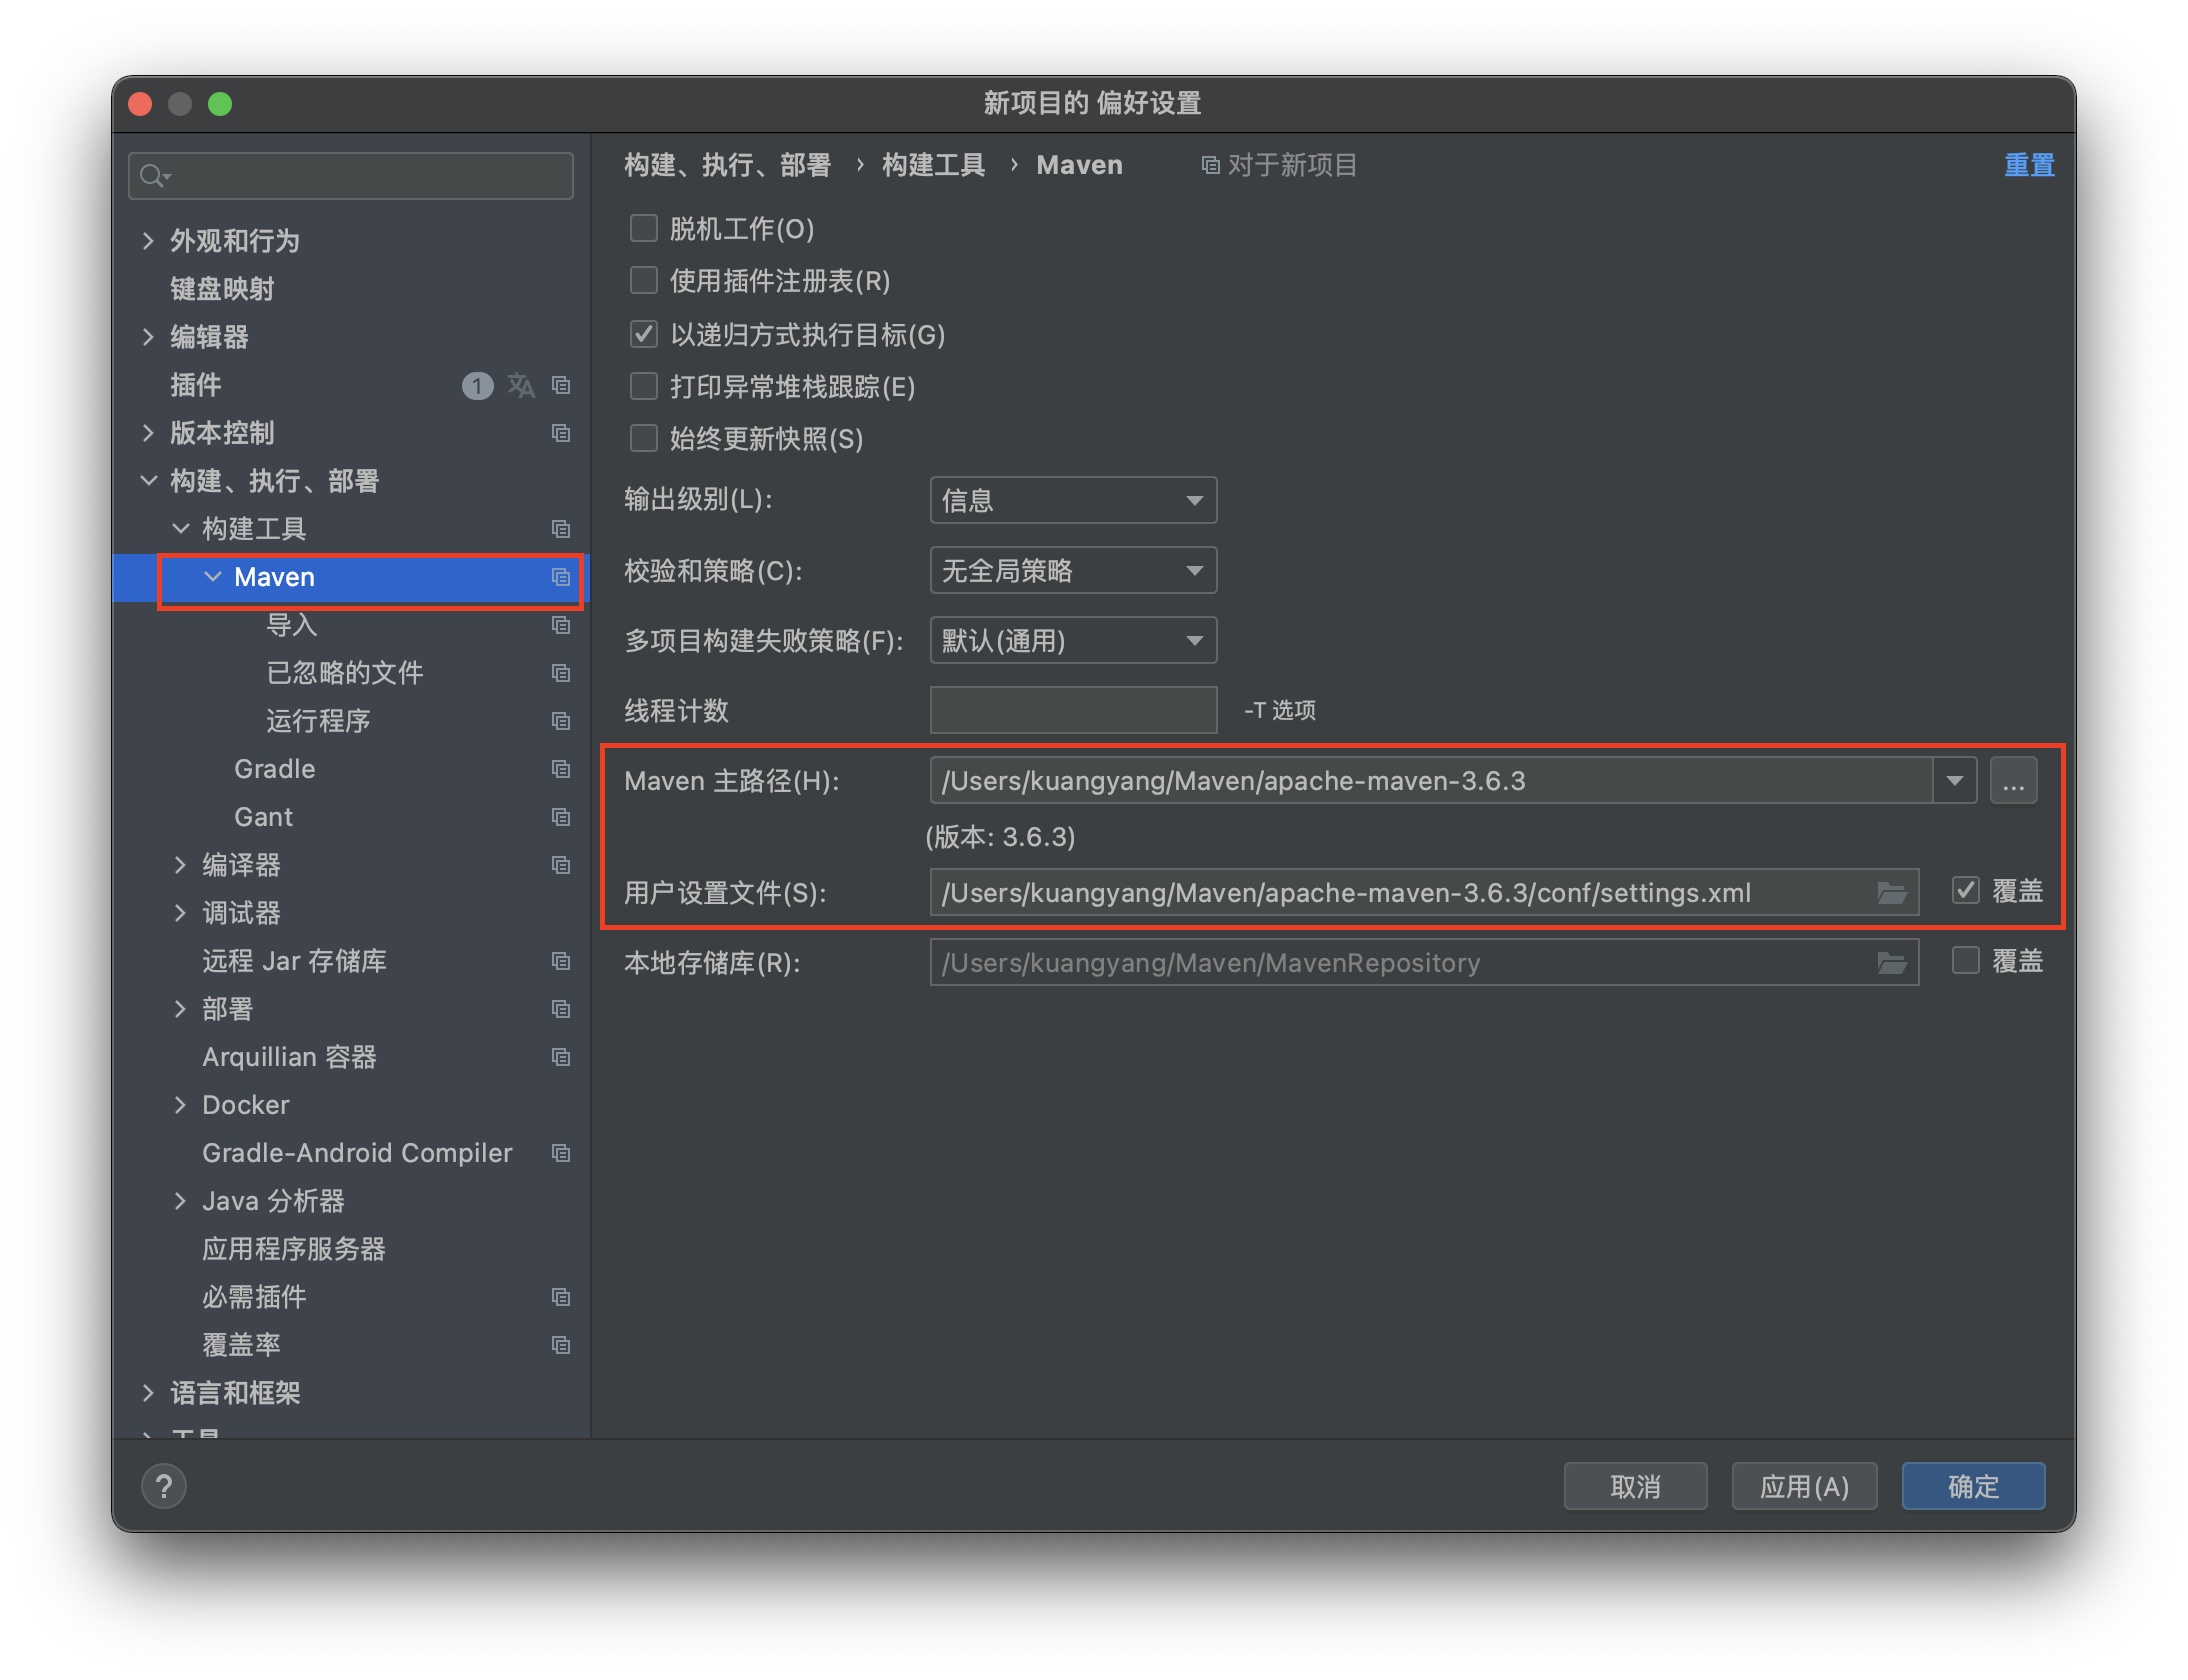 新项目的 偏好设置
外观和行为
键盘映射
编辑器
插件 1
版本控制
构建、执行、部署
构建工具
Maven
导入
已忽略的文件
运行程序
Gradle
Gant
编译器
调试器
远程 Jar 存储库
部署
Arquillian 容器
Docker
Gradle-Android Compiler
Java 分析器
应用程序服务器
必需插件
覆盖率
语言和框架
工具
构建、执行、部署 › 构建工具 › Maven 对于新项目 重置
脱机工作(O)
使用插件注册表(R)
以递归方式执行目标(G)
打印异常堆栈跟踪(E)
始终更新快照(S)
输出级别(L): 信息
校验和策略(C): 无全局策略
多项目构建失败策略(F): 默认(通用)
线程计数 -T 选项
Maven 主路径(H): /Users/kuangyang/Maven/apache-maven-3.6.3 ...
(版本: 3.6.3)
用户设置文件(S): /Users/kuangyang/Maven/apache-maven-3.6.3/conf/settings.xml 覆盖
本地存储库(R): /Users/kuangyang/Maven/MavenRepository 覆盖
? 取消 应用(A) 确定